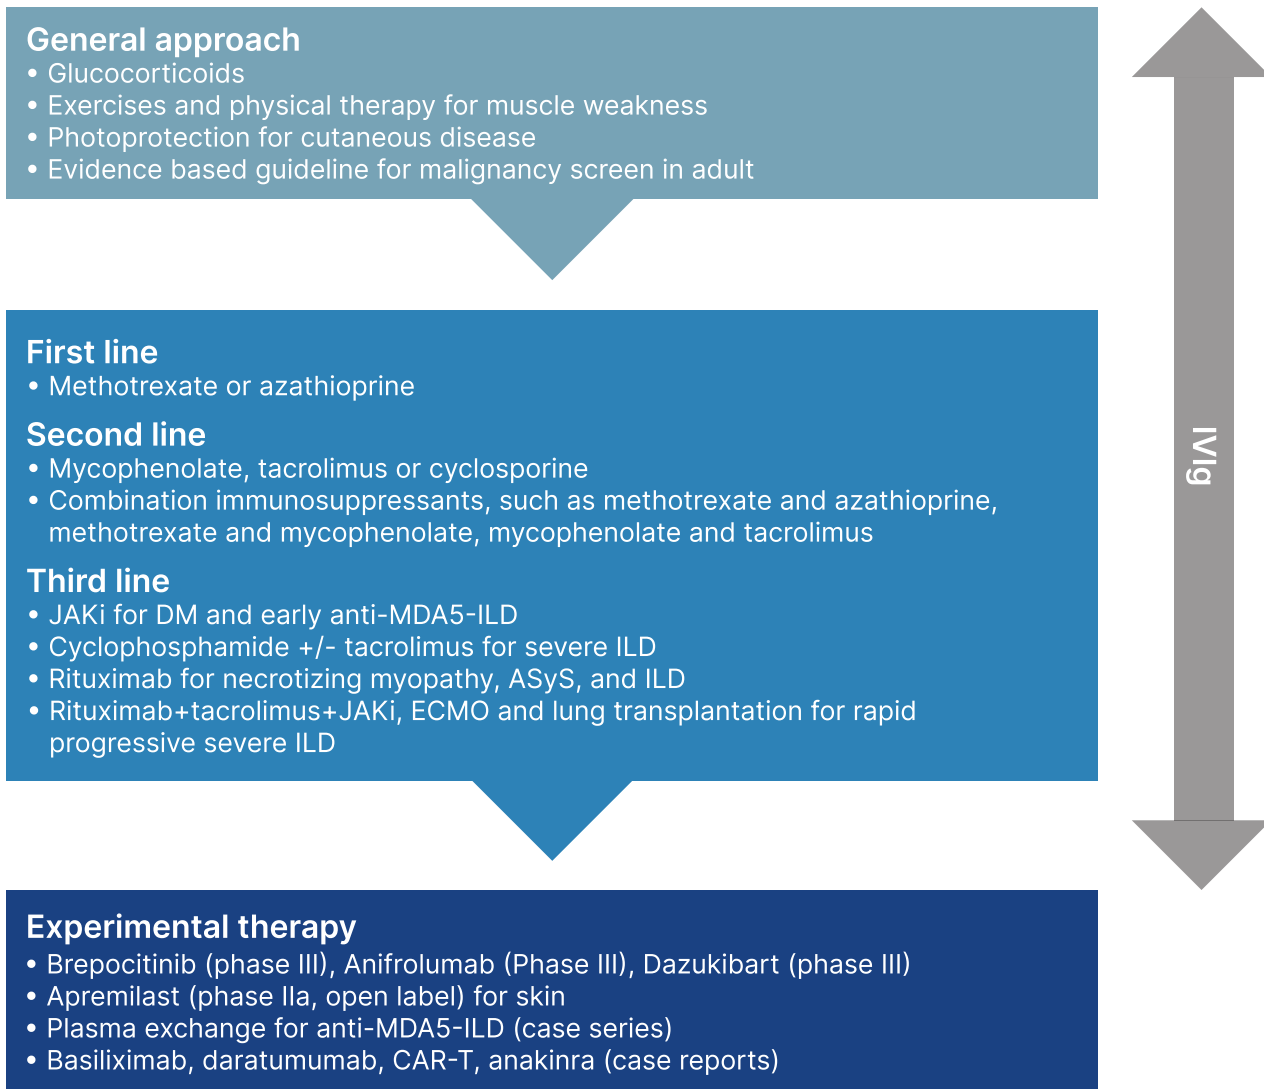 General approach
• Glucocorticoids
• Exercises and physical therapy for muscle weakness
• Photoprotection for cutaneous disease
• Evidence based guideline for malignancy screen in adult
First line
• Methotrexate or azathioprine
Second line
• Mycophenolate, tacrolimus or cyclosporine
• Combination immunosuppressants, such as methotrexate and azathioprine,
methotrexate and mycophenolate, mycophenolate and tacrolimus
Third line
• JAKi for DM and early anti-MDA5-ILD
• Cyclophosphamide +/- tacrolimus for severe ILD
• Rituximab for necrotizing myopathy, ASyS, and ILD
• Rituximab+tacrolimus+JAKi, ECMO and lung transplantation for rapid
progressive severe ILD
Experimental therapy
• Brepocitinib (phase III), Anifrolumab (Phase III), Dazukibart (phase III)
• Apremilast (phase IIa, open label) for skin
• Plasma exchange for anti-MDA5-ILD (case series)
• Basiliximab, daratumumab, CAR-T, anakinra (case reports)
IVIg